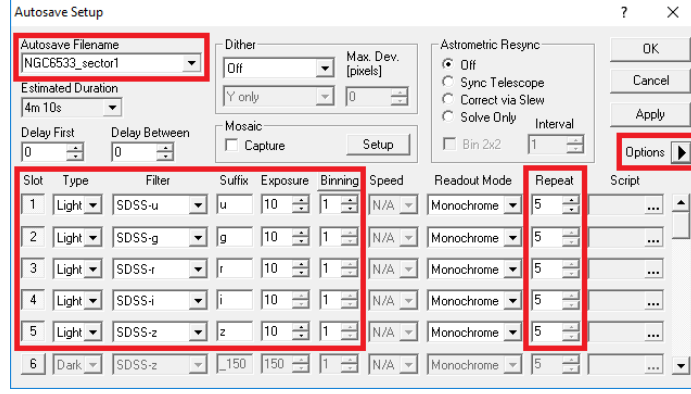 Autosave Setup ? ×
Autosave Filename
NGC6533_sector1
Estimated Duration
4m 10s
Delay First Delay Between
0 0
Dither
Off
Max. Dev.
[pixels]
Y only 0
Mosaic
Capture Setup
Astrometric Resync
Off
Sync Telescope
Correct via Slew
Solve Only
Interval
Bin 2x2 1
OK
Cancel
Apply
Options
Slot Type Filter Suffix Exposure Binning Speed Readout Mode Repeat Script
1 Light SDSS-u u 10 1 N/A Monochrome 5 ...
2 Light SDSS-g g 10 1 N/A Monochrome 5 ...
3 Light SDSS-r r 10 1 N/A Monochrome 5 ...
4 Light SDSS-i i 10 1 N/A Monochrome 5 ...
5 Light SDSS-z z 10 1 N/A Monochrome 5 ...
6 Dark SDSS-z _150 150 1 N/A Monochrome 5 ...